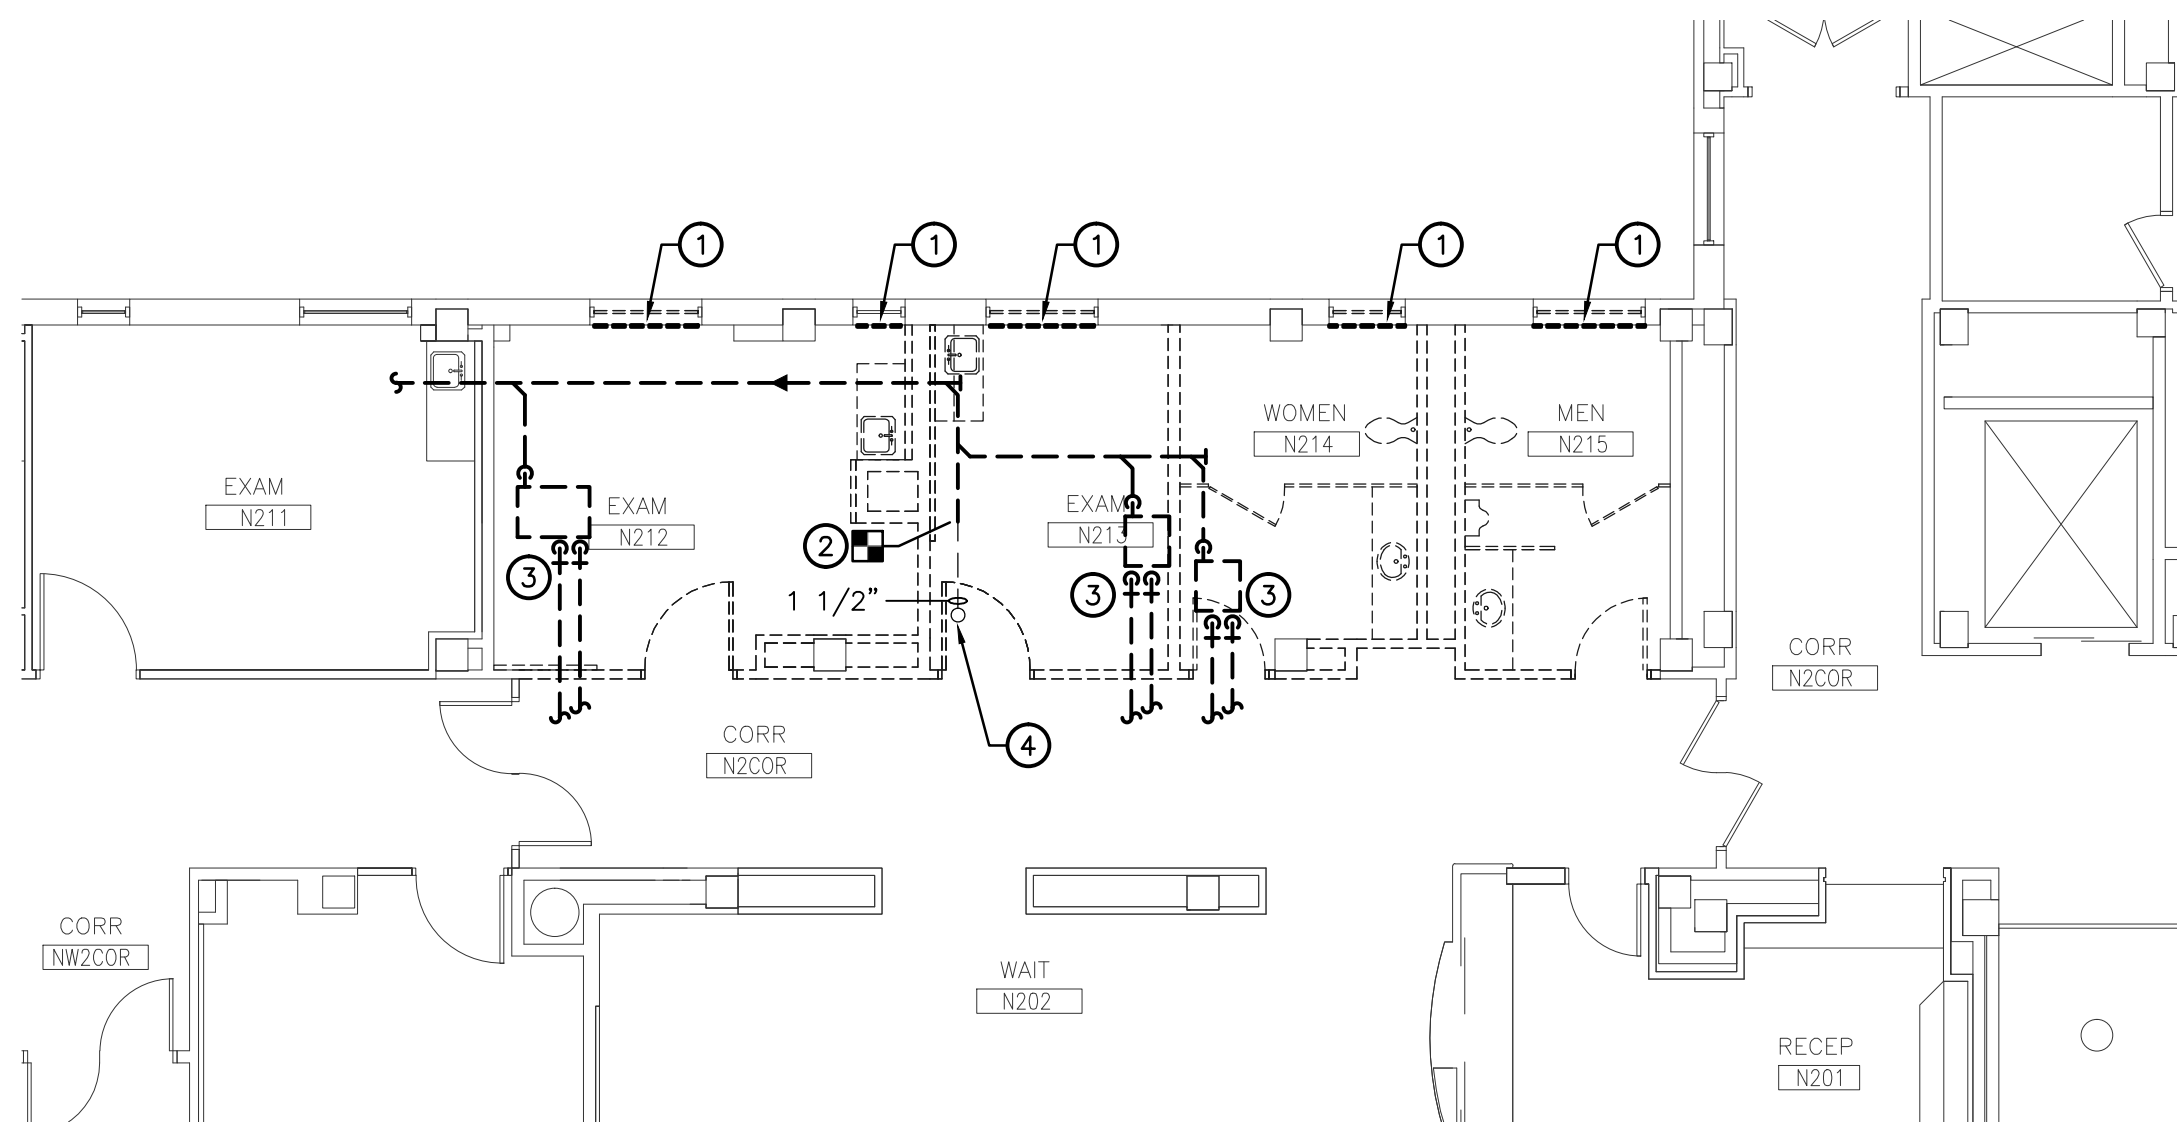 1
1
1
1
1
WOMEN
N214
MEN
N215
EXAM
N211
EXAM
N212
EXAM
N213
2
3
3
3
1 1/2"
CORR
N2COR
CORR
N2COR
4
CORR
NW2COR
WAIT
N202
RECEP
N201